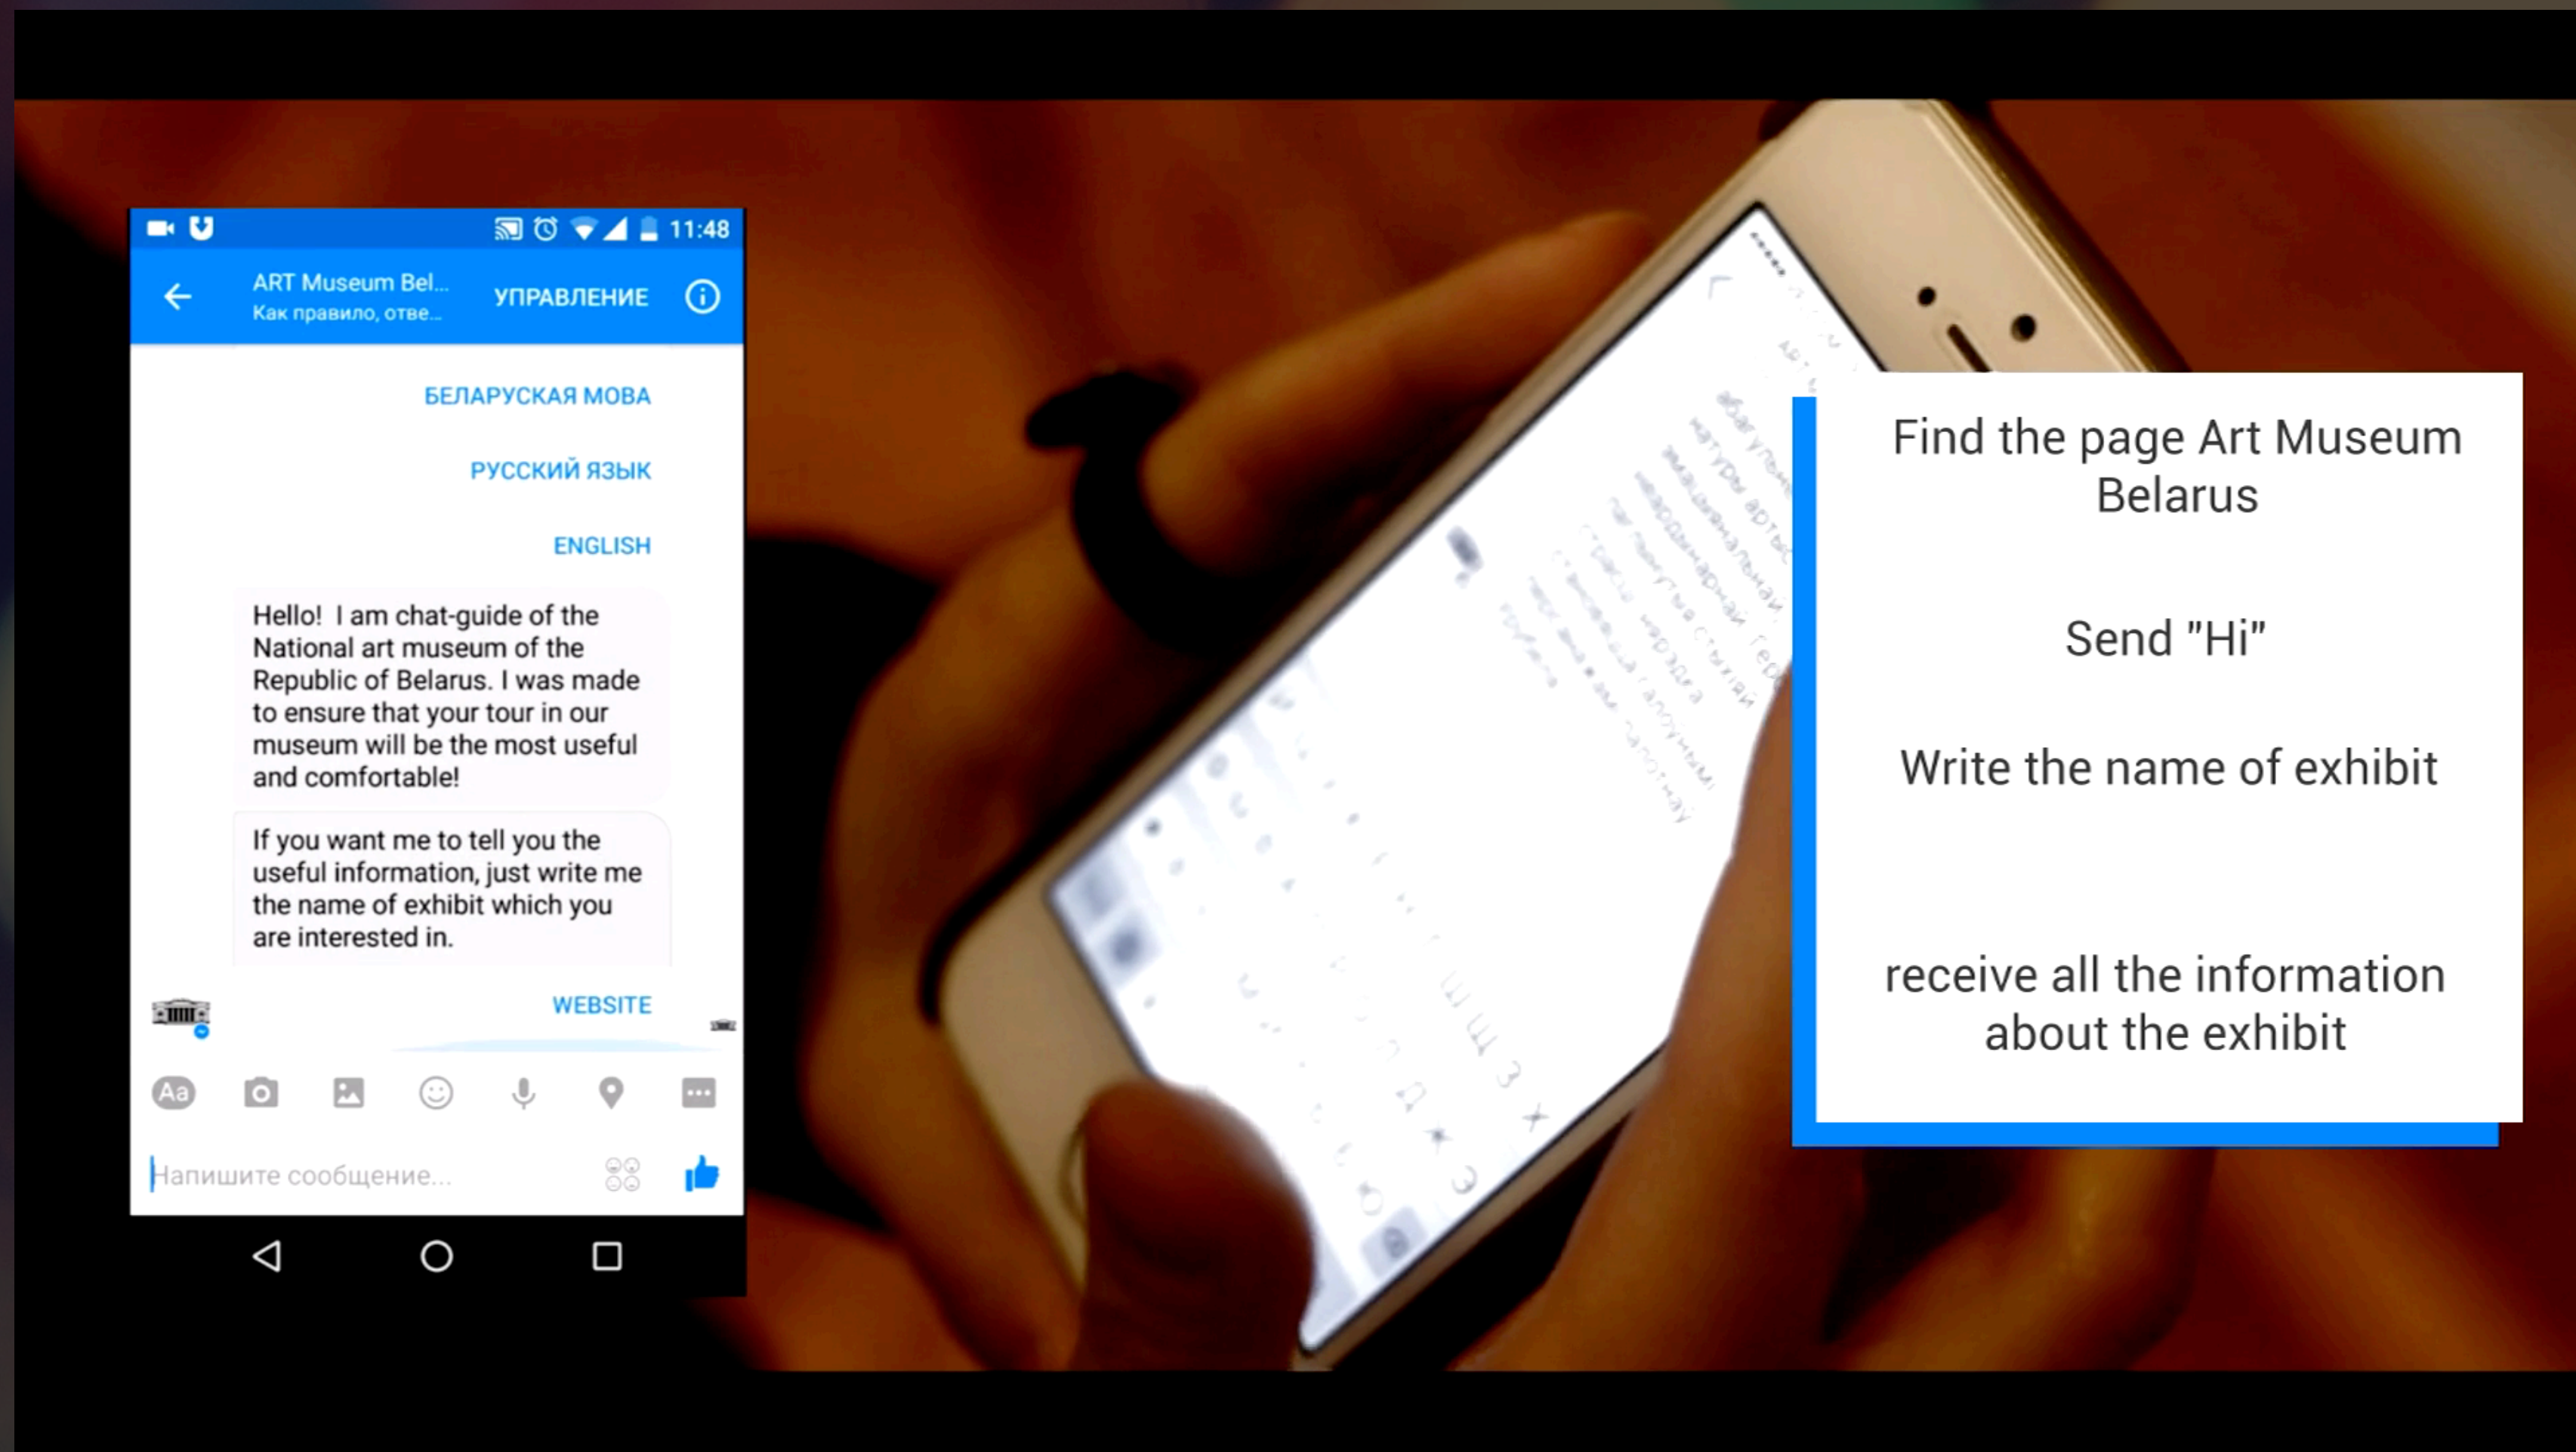 11:48
ART Museum Bel...
Как правило, отве...
УПРАВЛЕНИЕ
БЕЛАРУСКАЯ МОВА
РУССКИЙ ЯЗЫК
ENGLISH
Hello! I am chat-guide of the
National art museum of the
Republic of Belarus. I was made
to ensure that your tour in our
museum will be the most useful
and comfortable!
If you want me to tell you the
useful information, just write me
the name of exhibit which you
are interested in.
WEBSITE
Aa
Напишите сообщение...
Find the page Art Museum
Belarus
Send "Hi"
Write the name of exhibit
receive all the information
about the exhibit
Ш Щ З Х
Д Ж Э